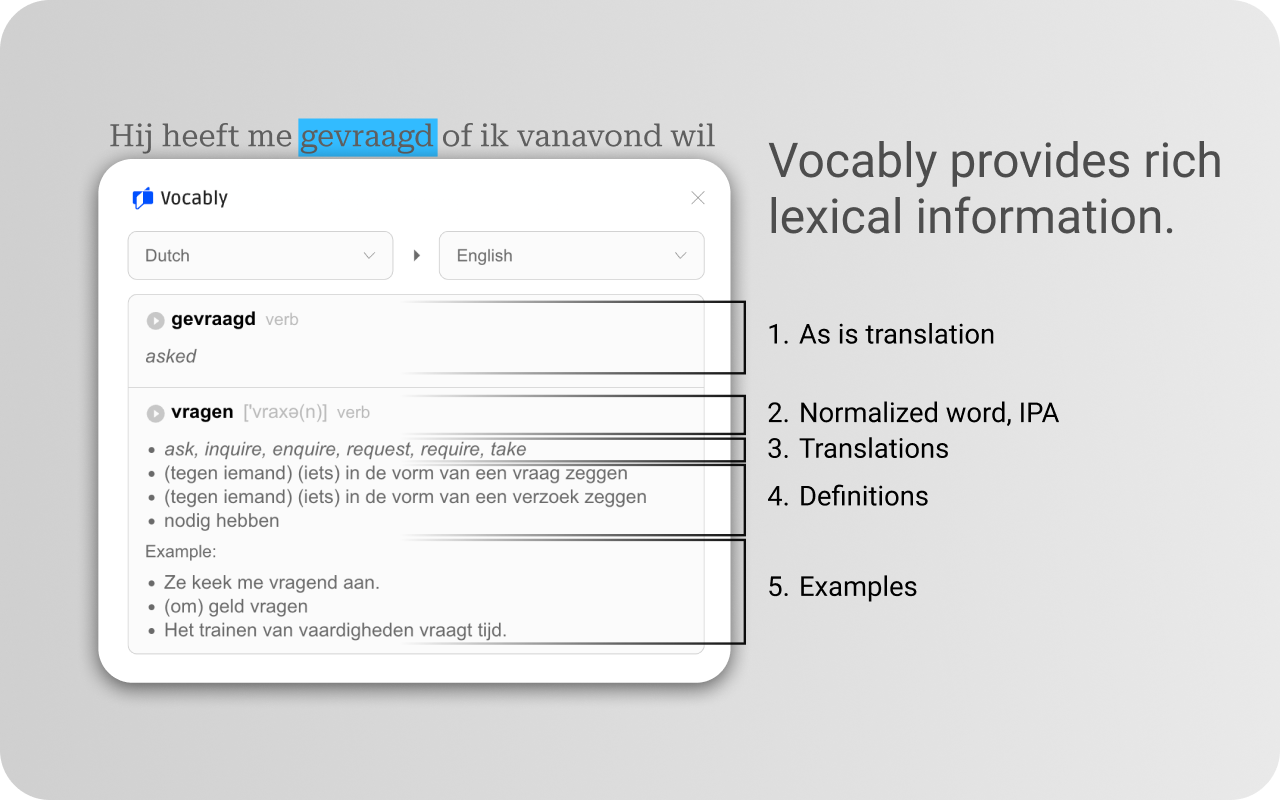 Hij heeft me gevraagd of ik vanavond wil
Vocably provides rich
lexical information.
Vocably
Dutch
English
gevraagd verb
asked
1. As is translation
vragen ['vraxə(n)] verb
2. Normalized word, IPA
• ask, inquire, enquire, request, require, take
3. Translations
• (tegen iemand) (iets) in de vorm van een vraag zeggen
• (tegen iemand) (iets) in de vorm van een verzoek zeggen
• nodig hebben
4. Definitions
Example:
• Ze keek me vragend aan.
• (om) geld vragen
• Het trainen van vaardigheden vraagt tijd.
5. Examples